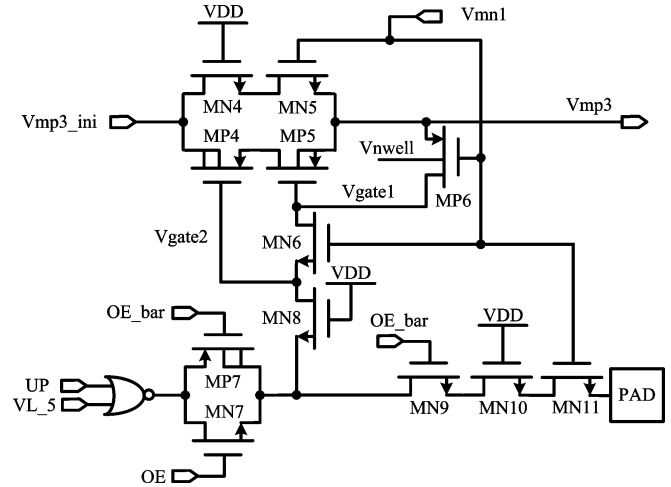 VDD
Vmn1
MN4
MN5
Vmp3_ini
Vmp3
MP4
MP5
Vnwell
Vgate1
MP6
Vgate2
MN6
VDD
OE_bar
MN8
OE_bar
VDD
MP7
UP
VL_5
MN7
MN9
MN10
MN11
PAD
OE